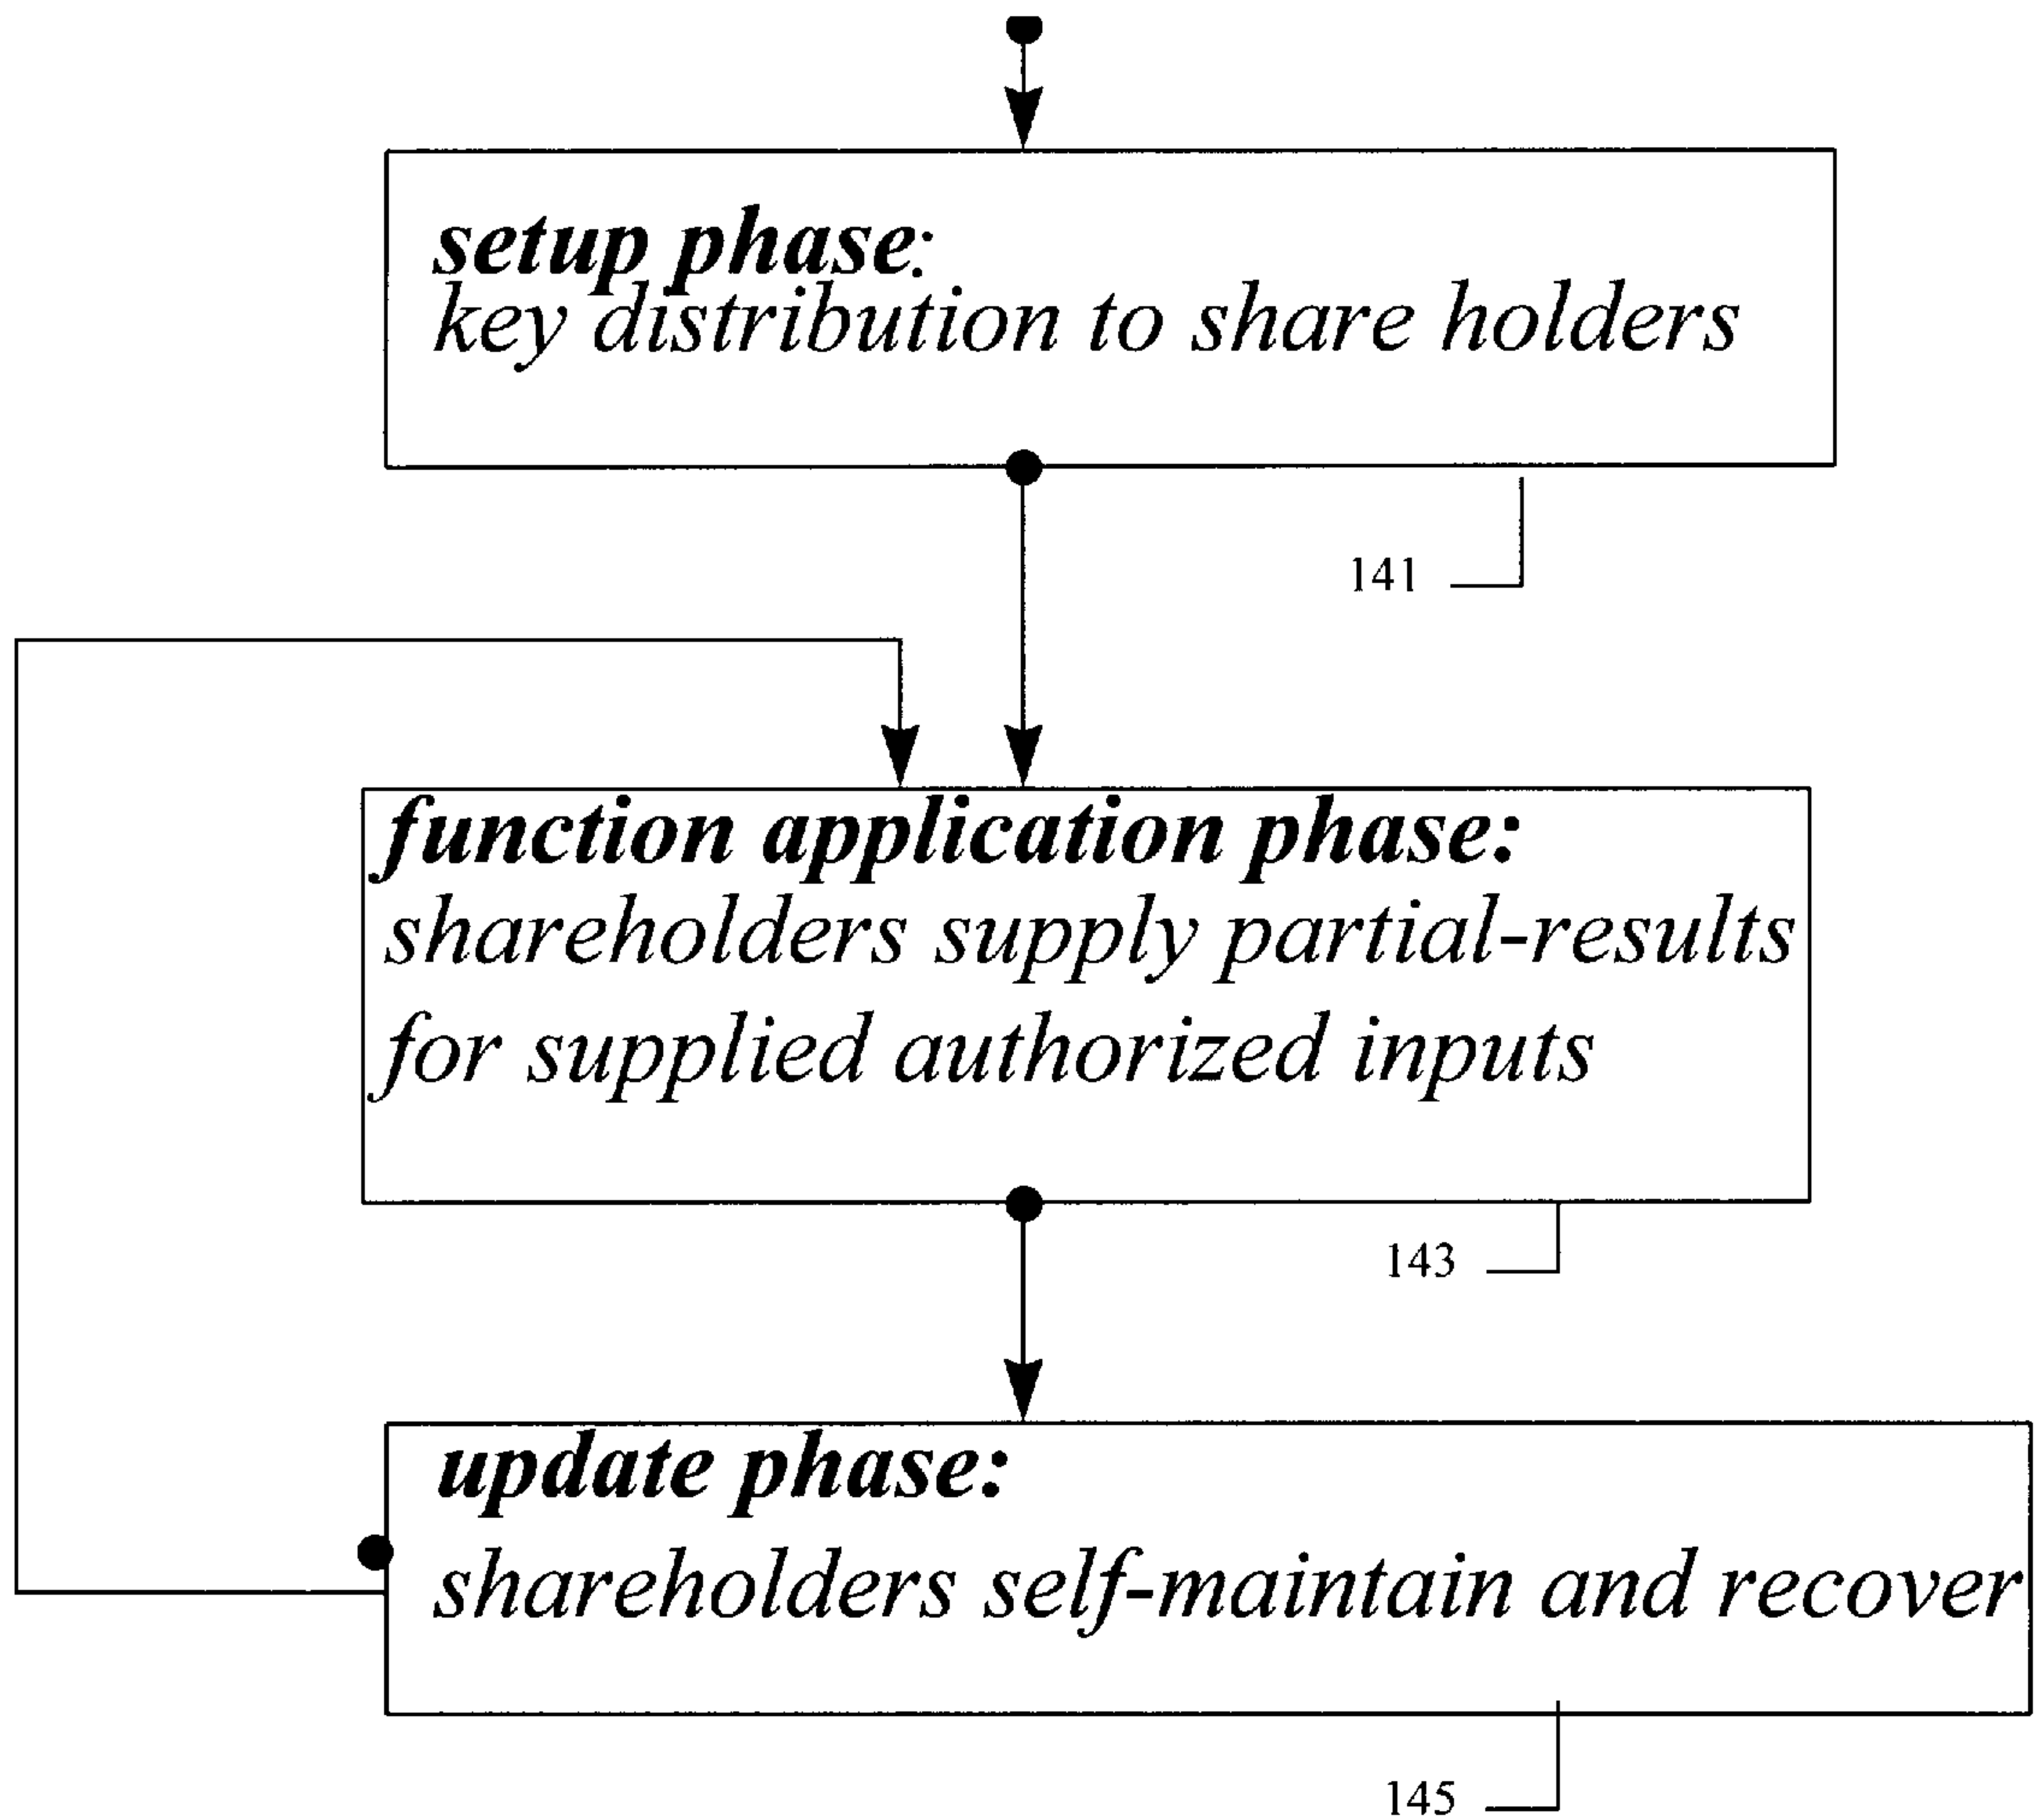 setup phase:
key distribution to share holders
141
function application phase:
shareholders supply partial-results
for supplied authorized inputs
143
update phase:
shareholders self-maintain and recover
145